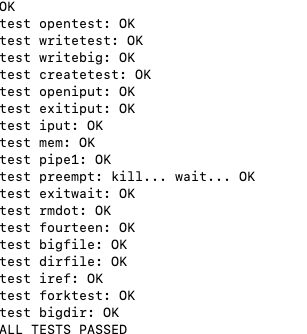 OK
test opentest: OK
test writetest: OK
test writebig: OK
test createtest: OK
test openiput: OK
test exitiput: OK
test iput: OK
test mem: OK
test pipe1: OK
test preempt: kill... wait... OK
test exitwait: OK
test rmdot: OK
test fourteen: OK
test bigfile: OK
test dirfile: OK
test iref: OK
test forktest: OK
test bigdir: OK
ALL TESTS PASSED